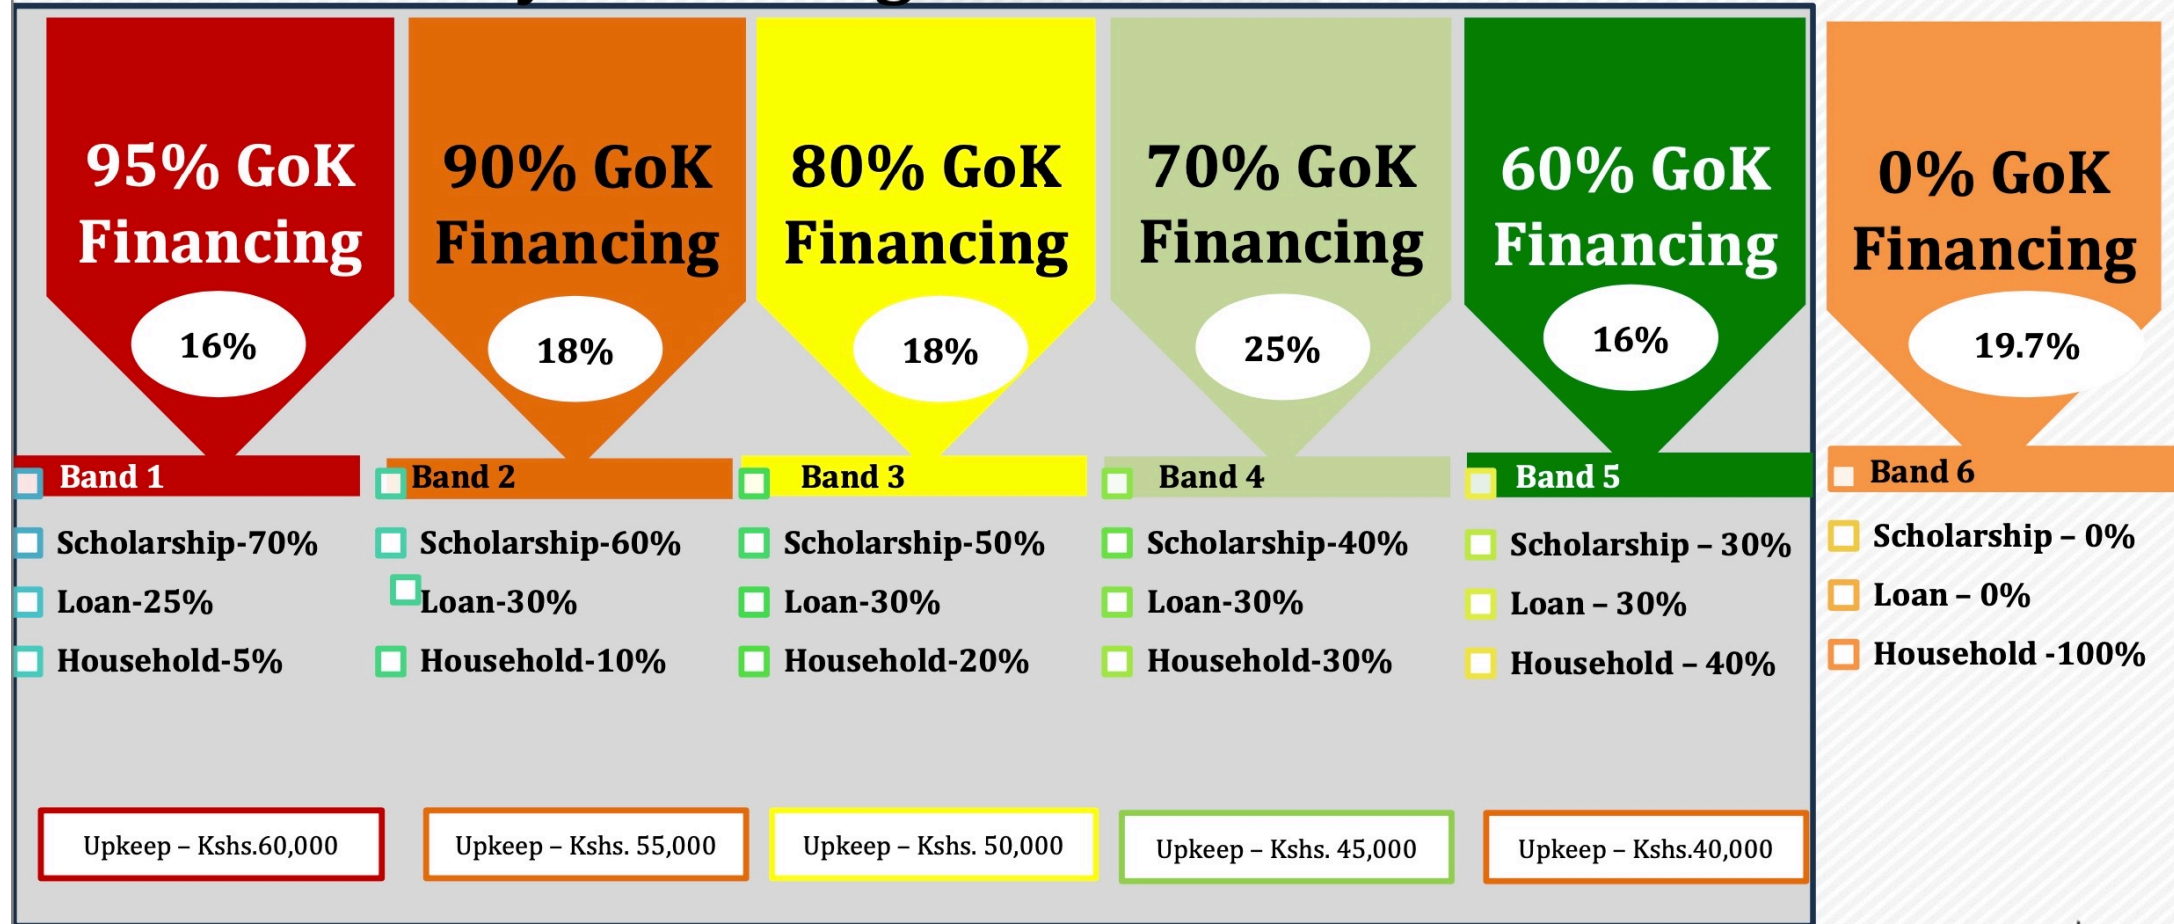 95% GoK
Financing
16%
Band 1
Scholarship-70%
Loan-25%
Household-5%
Upkeep – Kshs.60,000
90% GoK
Financing
18%
Band 2
Scholarship-60%
Loan-30%
Household-10%
Upkeep – Kshs. 55,000
80% GoK
Financing
18%
Band 3
Scholarship-50%
Loan-30%
Household-20%
Upkeep – Kshs. 50,000
70% GoK
Financing
25%
Band 4
Scholarship-40%
Loan-30%
Household-30%
Upkeep – Kshs. 45,000
60% GoK
Financing
16%
Band 5
Scholarship – 30%
Loan – 30%
Household – 40%
Upkeep – Kshs.40,000
0% GoK
Financing
19.7%
Band 6
Scholarship – 0%
Loan – 0%
Household -100%